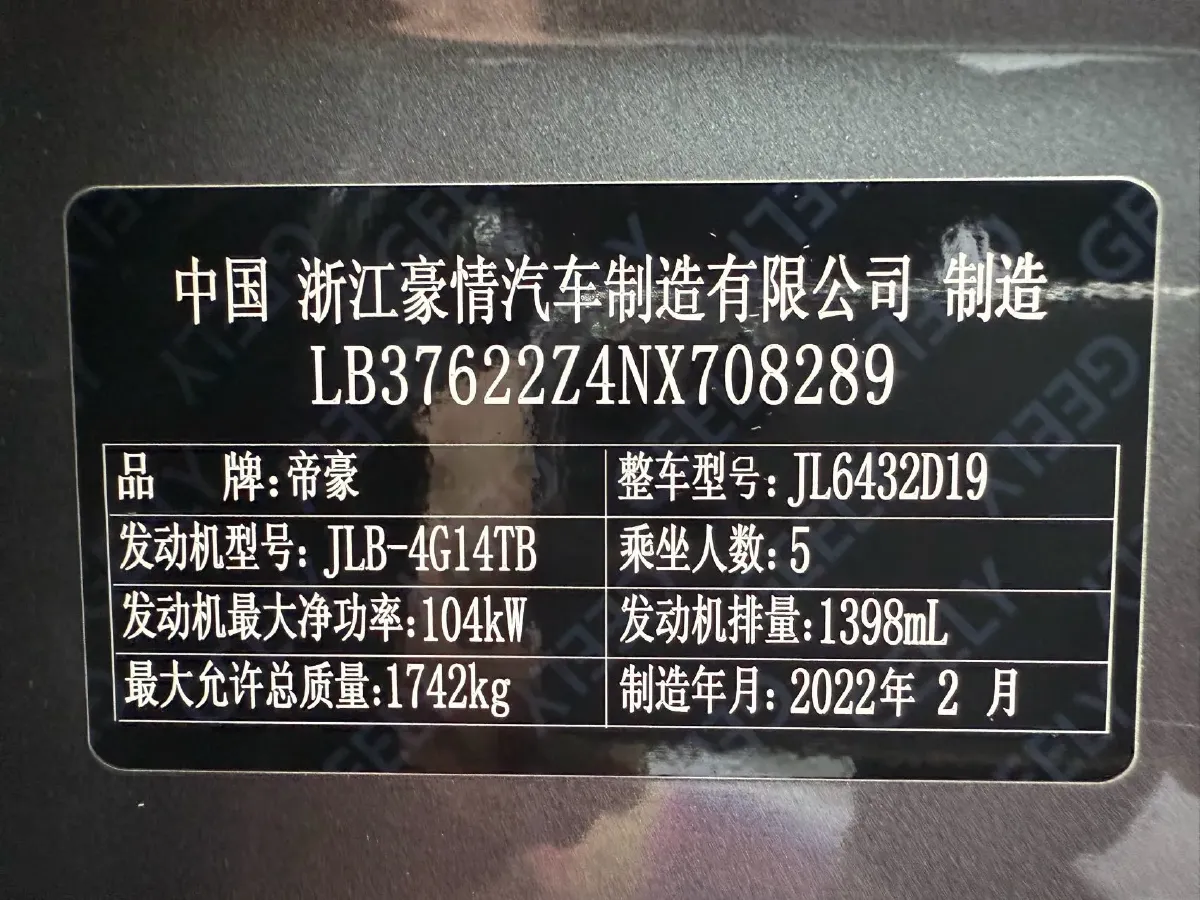 中国 浙江豪情汽车制造有限公司 制造
LB37622Z4NX708289
品 牌:帝豪 整车型号:JL6432D19
发动机型号:JLB-4G14TB 乘坐人数:5
发动机最大净功率:104kW 发动机排量:1398mL
最大允许总质量:1742kg 制造年月:2022年 2 月
GEELY